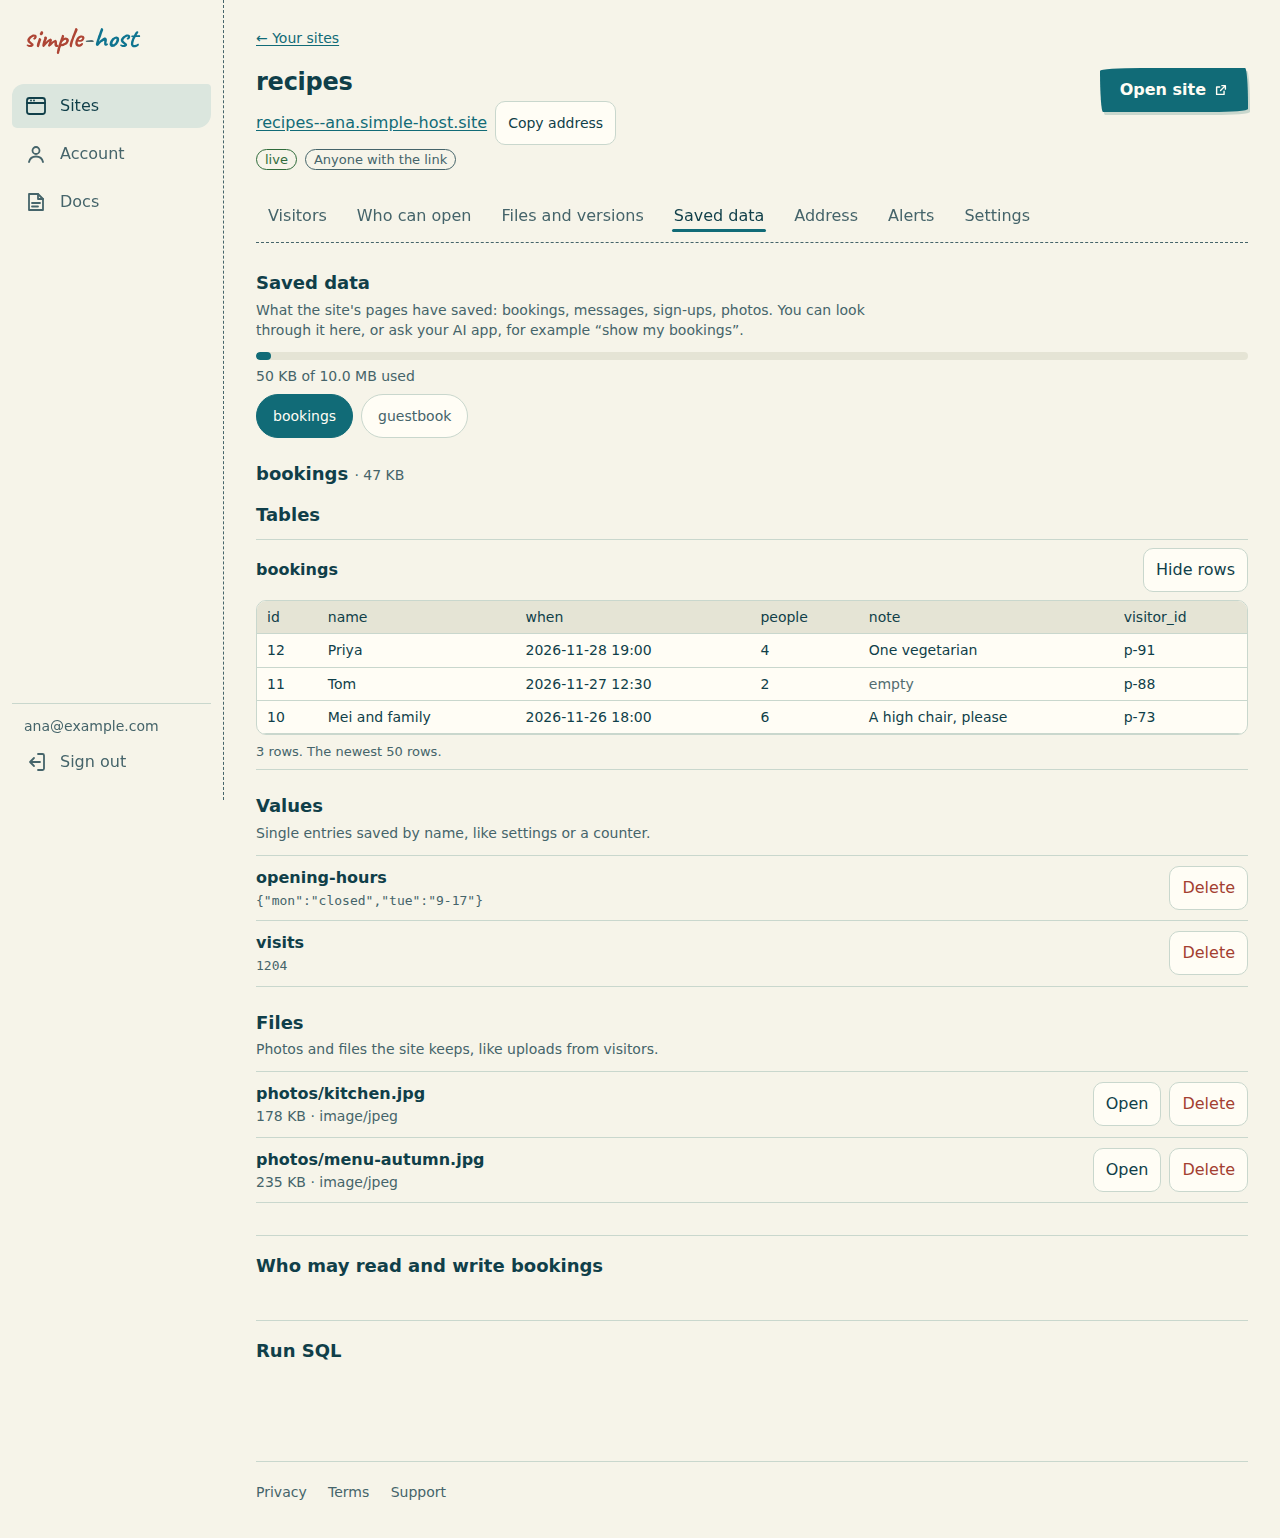 simple-host
Sites
Account
Docs
ana@example.com
Sign out
← Your sites
recipes
Open site
recipes--ana.simple-host.site
Copy address
live
Anyone with the link
Visitors
Who can open
Files and versions
Saved data
Address
Alerts
Settings
Saved data
What the site's pages have saved: bookings, messages, sign-ups, photos. You can look
through it here, or ask your AI app, for example “show my bookings”.
50 KB of 10.0 MB used
bookings
guestbook
bookings · 47 KB
Tables
bookings
Hide rows
id name when people note visitor_id
12 Priya 2026-11-28 19:00 4 One vegetarian p-91
11 Tom 2026-11-27 12:30 2 empty p-88
10 Mei and family 2026-11-26 18:00 6 A high chair, please p-73
3 rows. The newest 50 rows.
Values
Single entries saved by name, like settings or a counter.
opening-hours
{"mon":"closed","tue":"9-17"}
Delete
visits
1204
Delete
Files
Photos and files the site keeps, like uploads from visitors.
photos/kitchen.jpg
178 KB · image/jpeg
Open
Delete
photos/menu-autumn.jpg
235 KB · image/jpeg
Open
Delete
Who may read and write bookings
Run SQL
Privacy
Terms
Support